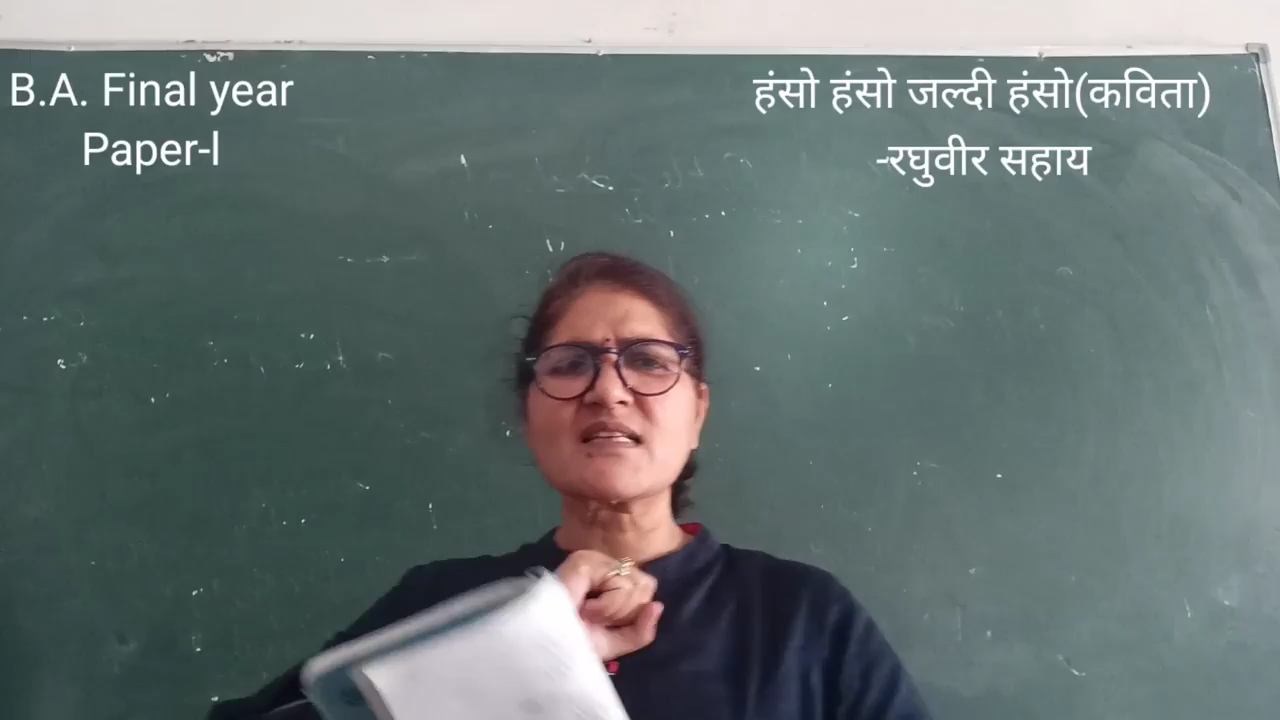 B.A. Final year
Paper-l
हंसो हंसो जल्दी हंसो(कविता)
-रघुवीर सहाय